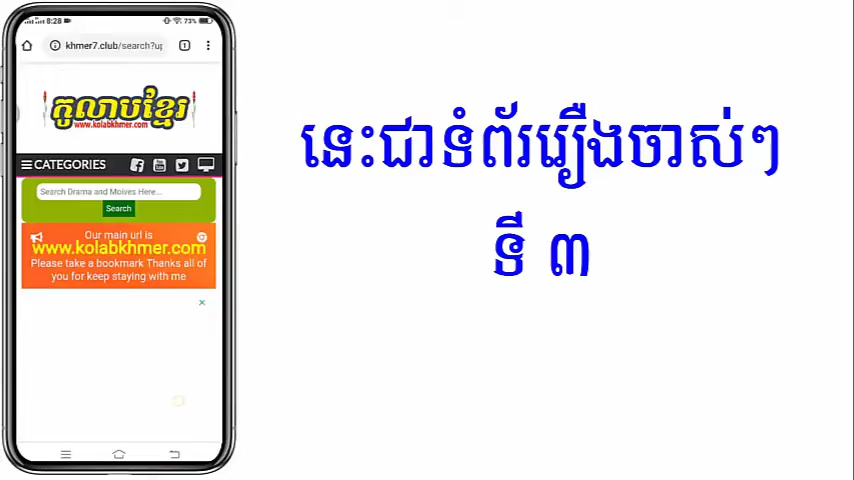 8:28
73%
khmer7.club/search?up
1
កូលាបខ្មែរ
www.kolabkhmer.com
CATEGORIES
Search Drama and Moives Here...
Search
Our main url is
www.kolabkhmer.com
Please take a bookmark Thanks all of
you for keep staying with me
នេះជាទំព័ររឿងចាស់ៗ
ទី ៣